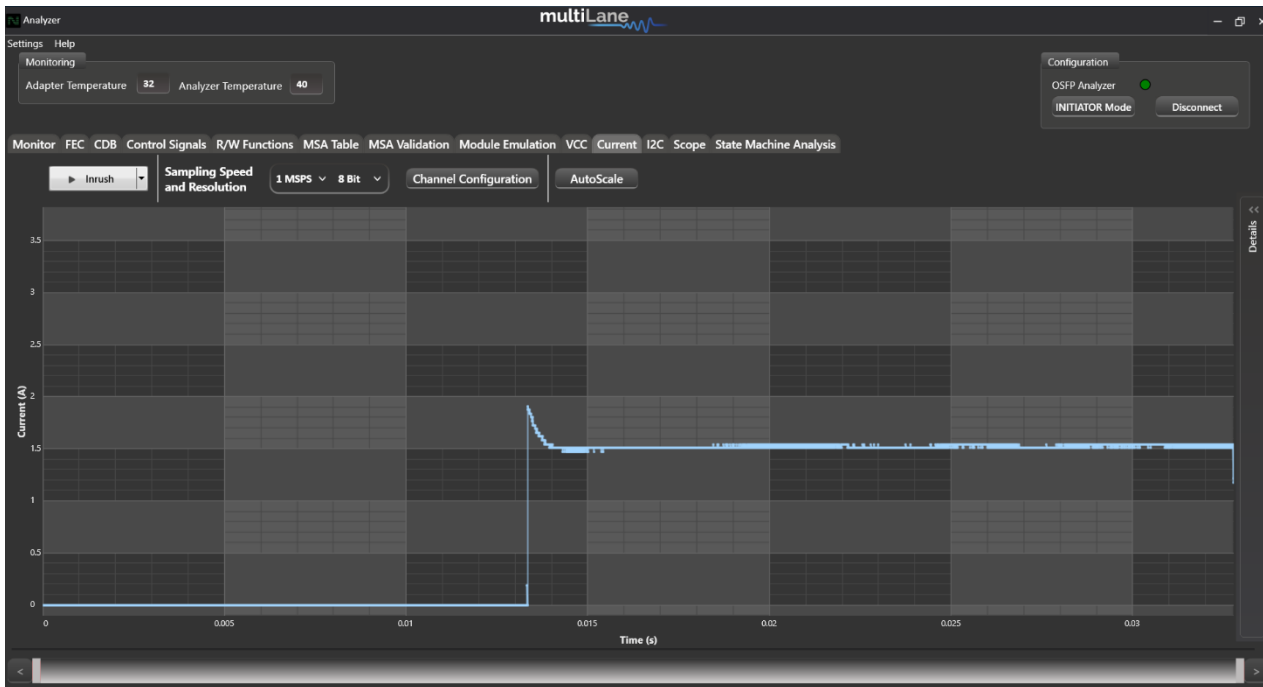 Analyzer
multiLane
Settings Help
Monitoring
Adapter Temperature 32 Analyzer Temperature 40
Configuration
OSFP Analyzer
INITIATOR Mode Disconnect
Monitor FEC CDB Control Signals R/W Functions MSA Table MSA Validation Module Emulation VCC Current I2C Scope State Machine Analysis
Inrush
Sampling Speed
and Resolution
1 MSPS 8 Bit
Channel Configuration
AutoScale
<<
Details
3.5
3
2.5
2
1.5
1
0.5
0
Current (A)
0 0.005 0.01 0.015 0.02 0.025 0.03
Time (s)
< >